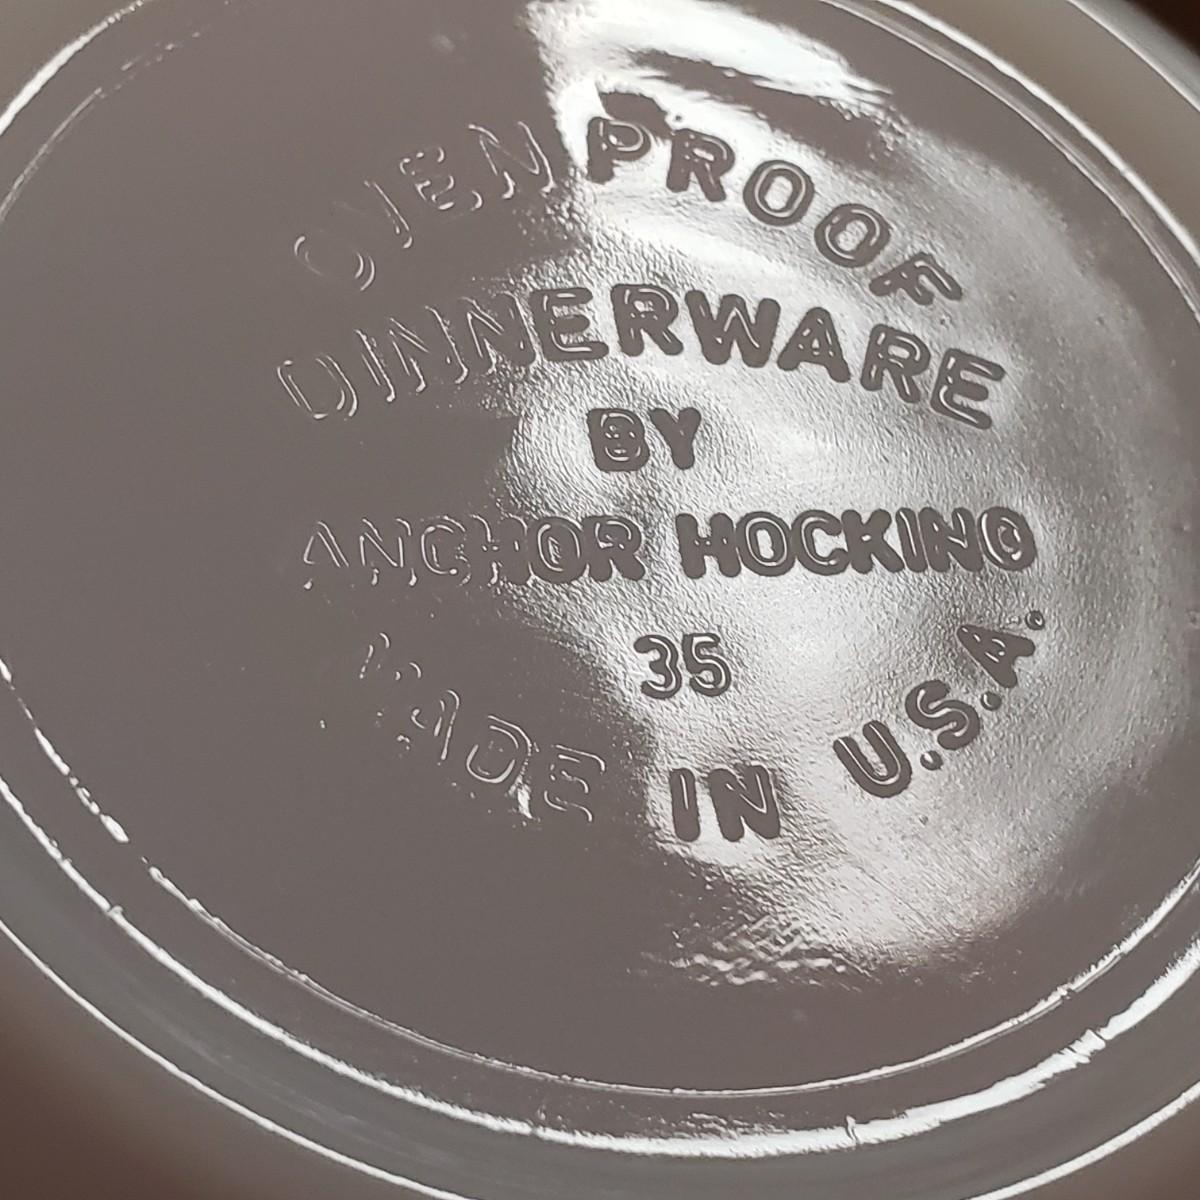 OVEN PROOF
DINNERWARE
BY
ANCHOR HOCKING
35
MADE IN U.S.A.